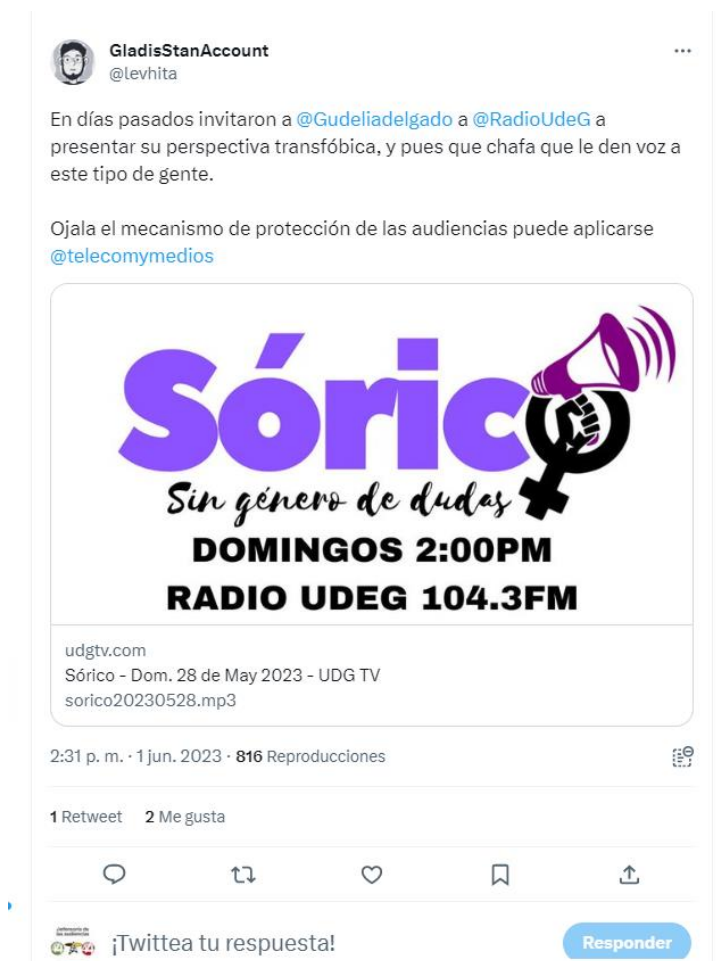 GladisStanAccount
@levhita
En días pasados invitaron a @Gudeliadelgado a @RadioUdeG a
presentar su perspectiva transfóbica, y pues que chafa que le den voz a
este tipo de gente.
Ojala el mecanismo de protección de las audiencias puede aplicarse
@telecomymedios
Sórico
Sin género de dudas
DOMINGOS 2:00PM
RADIO UDEG 104.3FM
udgtv.com
Sórico - Dom. 28 de May 2023 - UDG TV
sorico20230528.mp3
2:31 p. m. · 1 jun. 2023 · 816 Reproducciones
1 Retweet 2 Me gusta
¡Twittea tu respuesta!
Responder